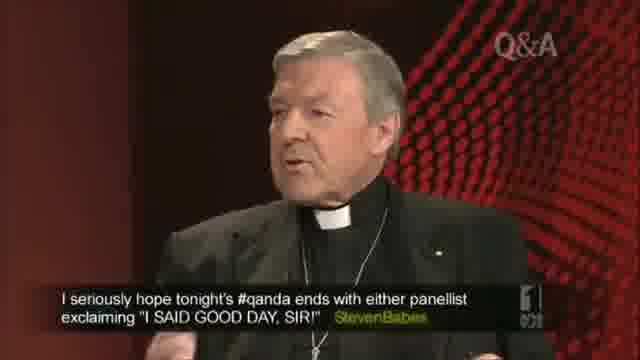 Q&A
I seriously hope tonight's #qanda ends with either panellist
exclaiming "I SAID GOOD DAY, SIR!" StevenBabes